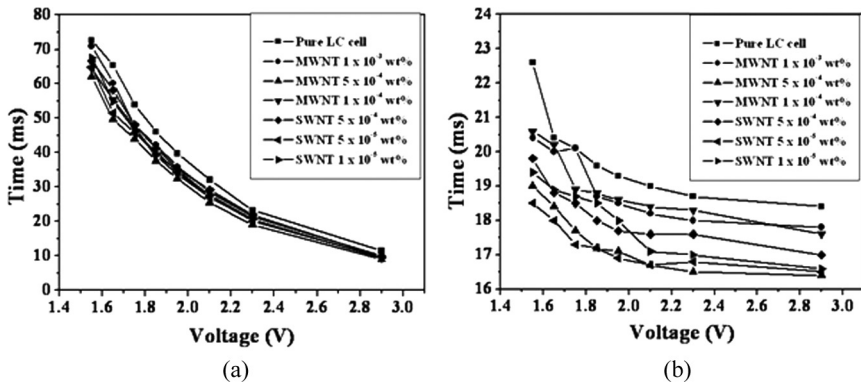 80
70
60
50
40
30
20
10
0
Time (ms)
Pure LC cell
MWNT 1 x 10⁻³ wt%
MWNT 5 x 10⁻⁴ wt%
MWNT 1 x 10⁻⁴ wt%
SWNT 5 x 10⁻⁴ wt%
SWNT 5 x 10⁻⁵ wt%
SWNT 1 x 10⁻⁵ wt%
1.4 1.6 1.8 2.0 2.2 2.4 2.6 2.8 3.0
Voltage (V)
(a)
24
23
22
21
20
19
18
17
16
Time (ms)
Pure LC cell
MWNT 1 x 10⁻³ wt%
MWNT 5 x 10⁻⁴ wt%
MWNT 1 x 10⁻⁴ wt%
SWNT 5 x 10⁻⁴ wt%
SWNT 5 x 10⁻⁵ wt%
SWNT 1 x 10⁻⁵ wt%
1.4 1.6 1.8 2.0 2.2 2.4 2.6 2.8 3.0
Voltage (V)
(b)